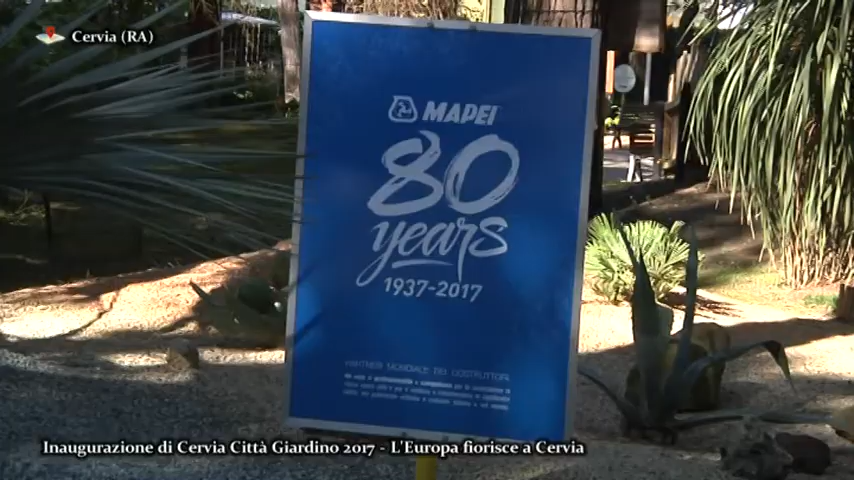 Cervia (RA)
MAPEI
80
years
1937-2017
PARTNER MONDIALE DEI COSTRUTTORI
Inaugurazione di Cervia Città Giardino 2017 - L'Europa fiorisce a Cervia